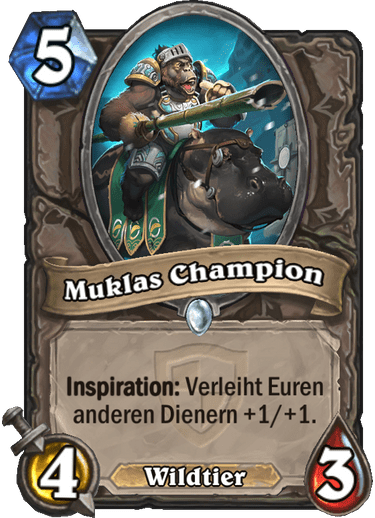 5
Muklas Champion
Inspiration: Verleiht Euren
anderen Dienern +1/+1.
4
Wildtier
3